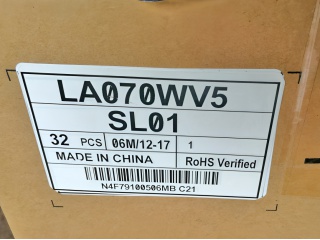 LA070WV5
SL01
32 PCS 06M/12-17 1
MADE IN CHINA RoHS Verified
N4F79100506MB C21